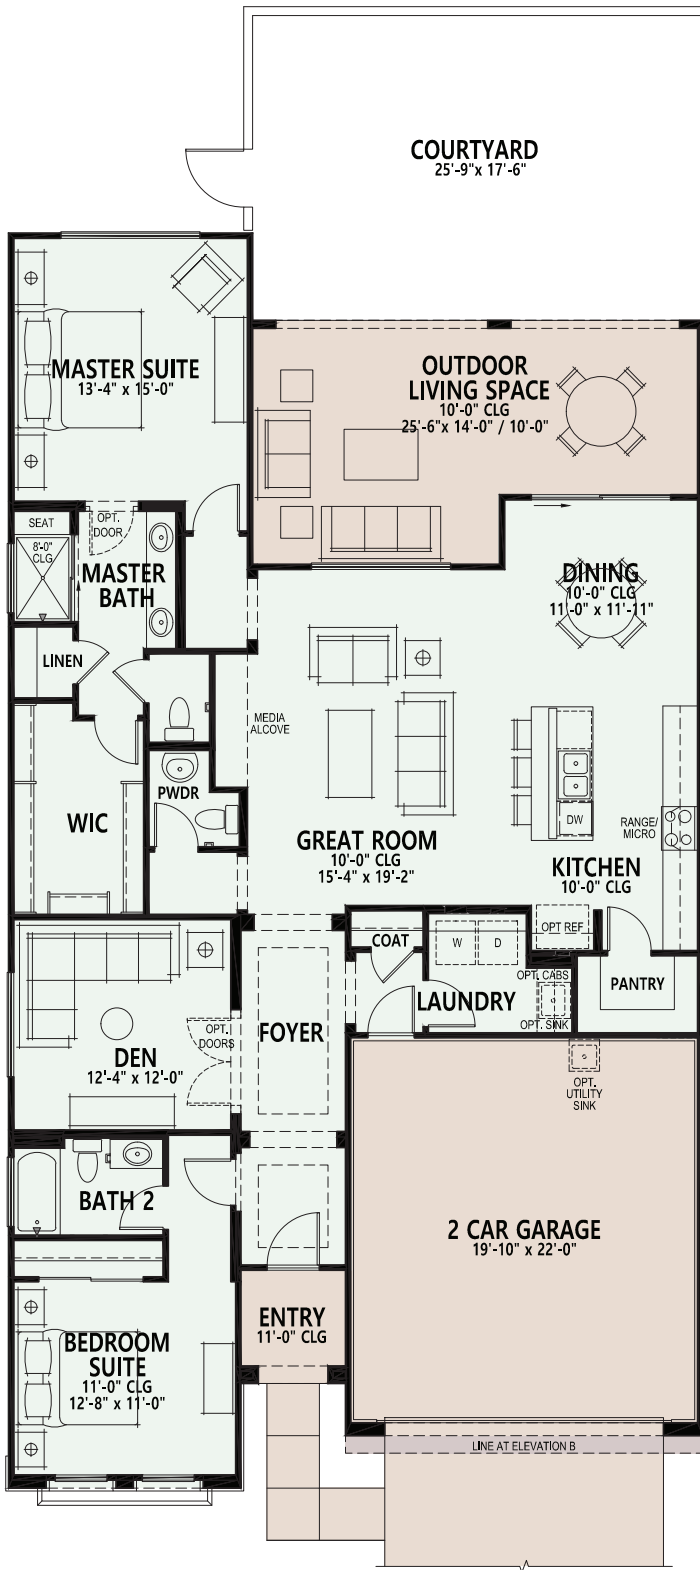 COURTYARD
25'-9"x 17'-6"
MASTER SUITE
13'-4" x 15'-0"
OUTDOOR
LIVING SPACE
10'-0" CLG
25'-6"x 14'-0" / 10'-0"
SEAT
8'-0"
CLG
OPT.
DOOR
MASTER
BATH
DINING
10'-0" CLG
11'-0" x 11'-11"
LINEN
MEDIA
ALCOVE
PWDR
WIC
GREAT ROOM
10'-0" CLG
15'-4" x 19'-2"
DW
RANGE/
MICRO
KITCHEN
10'-0" CLG
OPT REF
COAT
W
D
PANTRY
OPT. CABS
LAUNDRY
OPT. SINK
OPT.
DOORS
FOYER
DEN
12'-4" x 12'-0"
OPT.
UTILITY
SINK
BATH 2
2 CAR GARAGE
19'-10" x 22'-0"
ENTRY
11'-0" CLG
BEDROOM
SUITE
11'-0" CLG
12'-8" x 11'-0"
LINE AT ELEVATION B